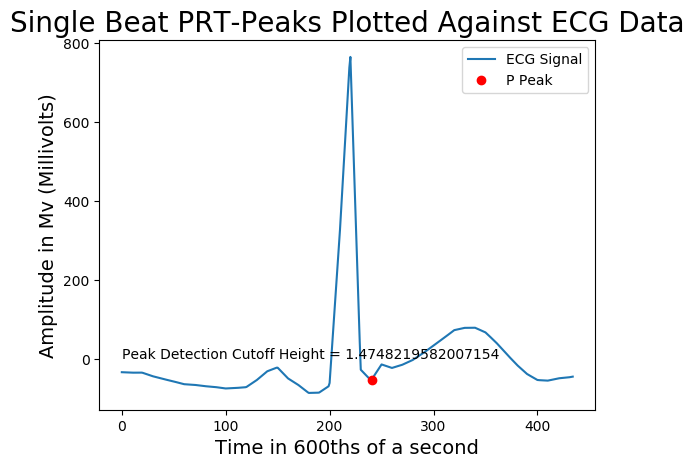 Single Beat PRT-Peaks Plotted Against ECG Data
800
600
400
200
0
Amplitude in Mv (Millivolts)
ECG Signal
P Peak
Peak Detection Cutoff Height = 1.4748219582007154
0
100
200
300
400
Time in 600ths of a second